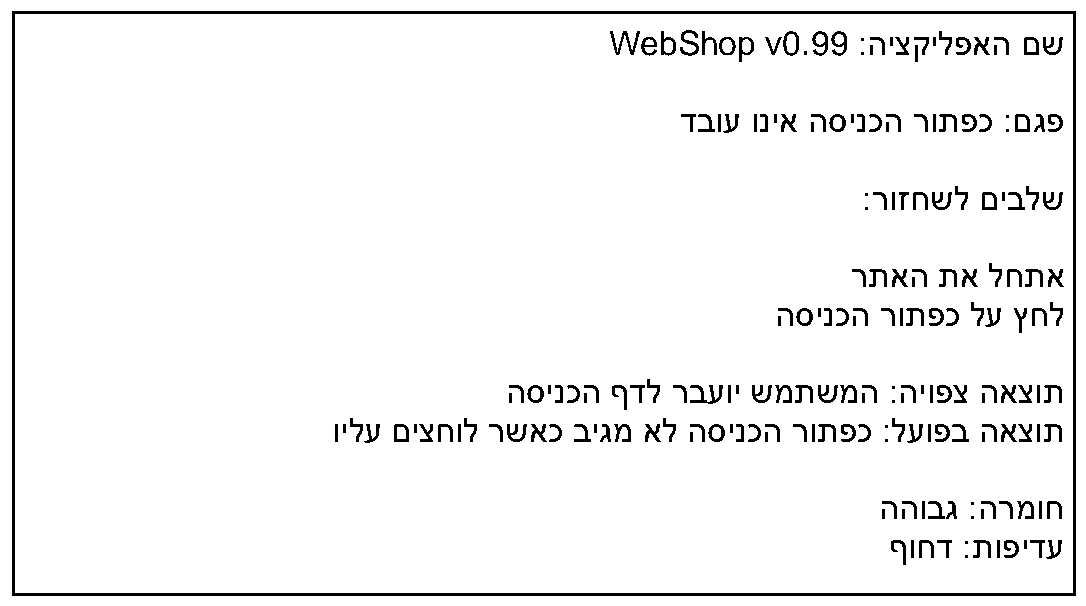 שם האפליקציה: WebShop v0.99
פגם: כפתור הכניסה אינו עובד
שלבים לשחזור:
אתחל את האתר
לחץ על כפתור הכניסה
תוצאה צפויה: המשתמש יועבר לדף הכניסה
תוצאה בפועל: כפתור הכניסה לא מגיב כאשר לוחצים עליו
חומרה: גבוהה
עדיפות: דחוף